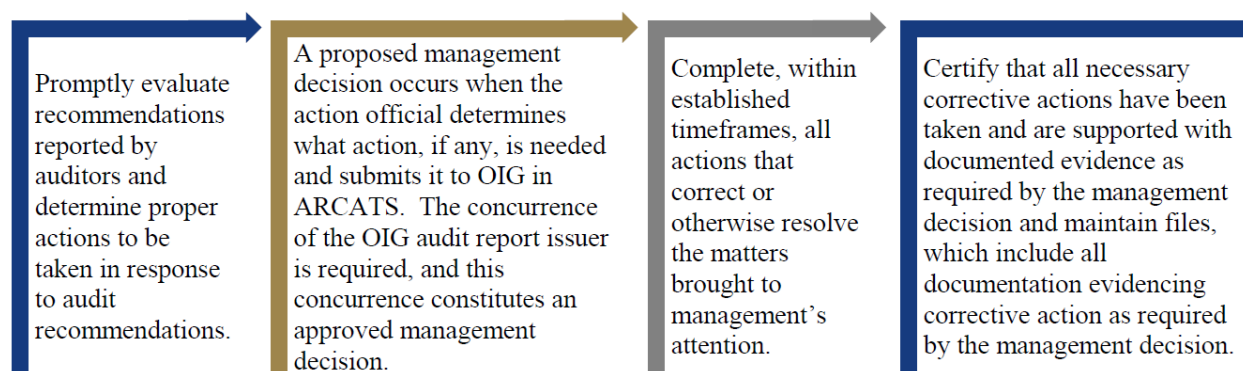 Promptly evaluate
recommendations
reported by
auditors and
determine proper
actions to be
taken in response
to audit
recommendations.
A proposed management
decision occurs when the
action official determines
what action, if any, is needed
and submits it to OIG in
ARCATS.  The concurrence
of the OIG audit report issuer
is required, and this
concurrence constitutes an
approved management
decision.
Complete, within
established
timeframes, all
actions that
correct or
otherwise resolve
the matters
brought to
management’s
attention.
Certify that all necessary
corrective actions have been
taken and are supported with
documented evidence as
required by the management
decision and maintain files,
which include all
documentation evidencing
corrective action as required
by the management decision.